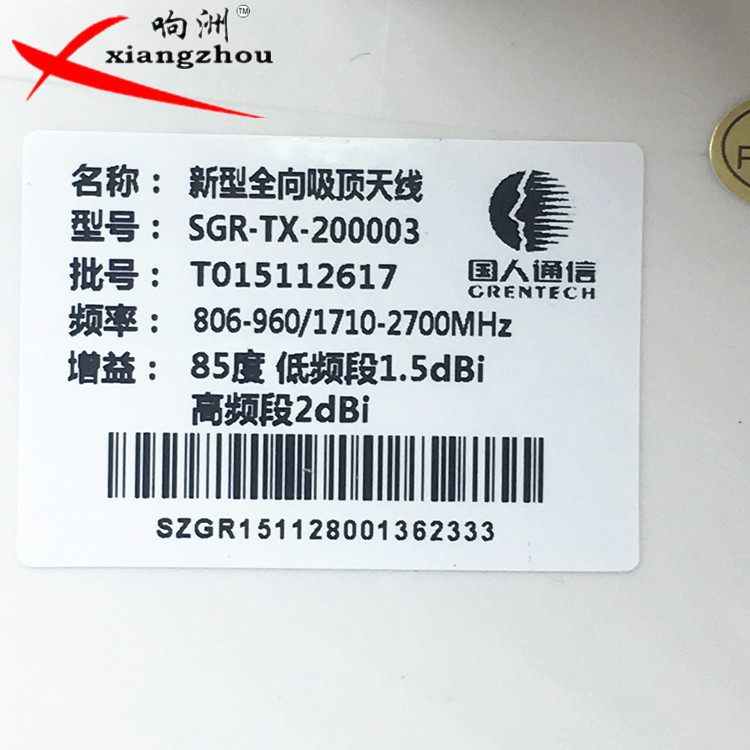 响洲 TM
xiangzhou
名称： 新型全向吸顶天线
型号： SGR-TX-200003
批号： T015112617
频率： 806-960/1710-2700MHz
增益： 85度 低频段1.5dBi
高频段2dBi
国人通信
GRENTECH
SZGR151128001362333
P